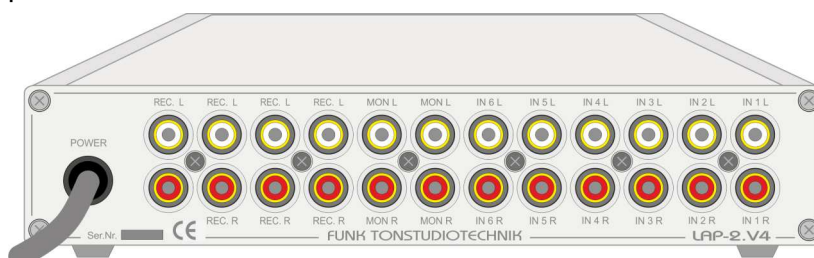 REC. L REC. L REC. L REC. L MON L MON L IN 6 L IN 5 L IN 4 L IN 3 L IN 2 L IN 1 L
POWER
REC. R REC. R REC. R MON R MON R IN 6 R IN 5 R IN 4 R IN 3 R IN 2 R IN 1 R
Ser.Nr. CE FUNK TONSTUDIOTECHNIK LAP-2.V4